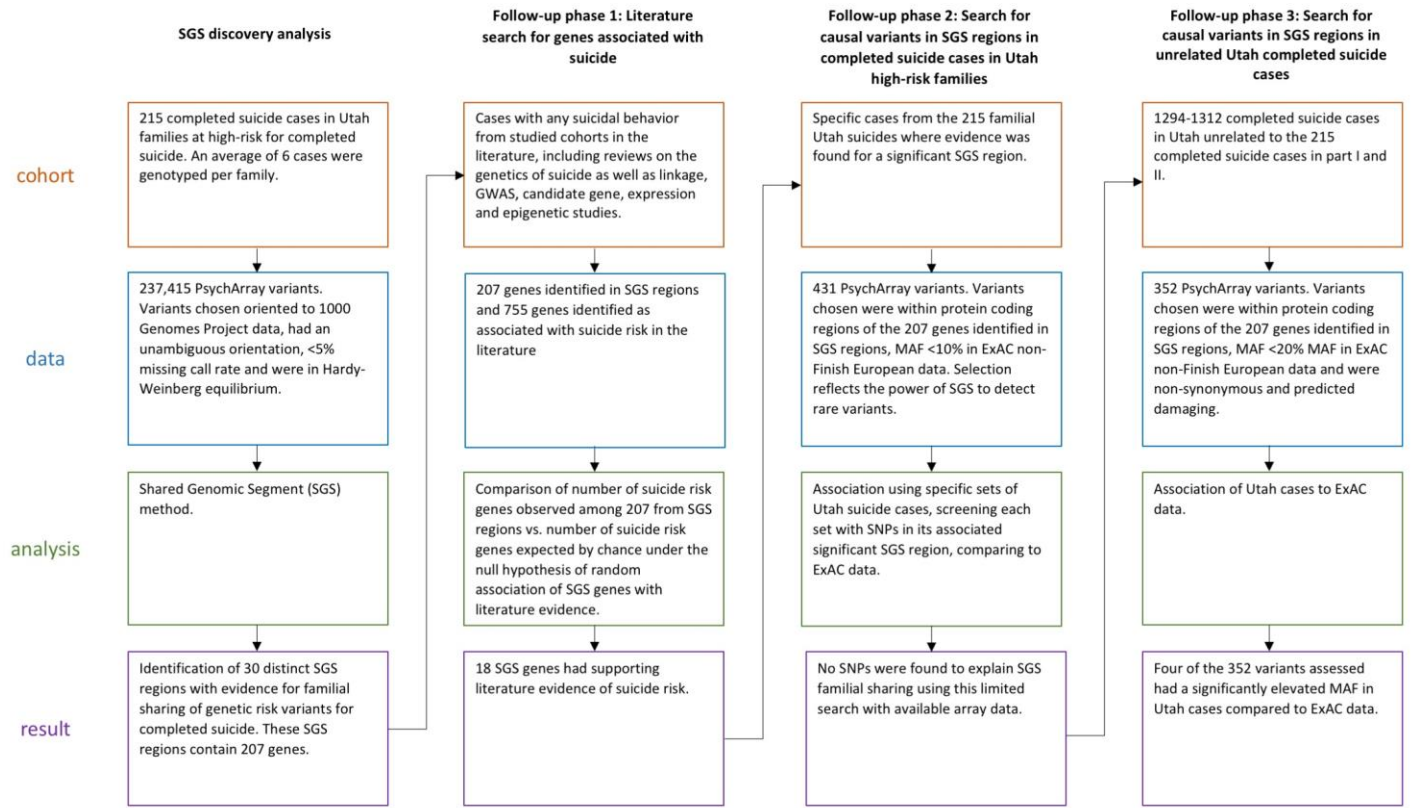 SGS discovery analysis
Follow-up phase 1: Literature
search for genes associated with
suicide
Follow-up phase 2: Search for
causal variants in SGS regions in
completed suicide cases in Utah
high-risk families
Follow-up phase 3: Search for
causal variants in SGS regions in
unrelated Utah completed suicide
cases
cohort
215 completed suicide cases in Utah
families at high-risk for completed
suicide. An average of 6 cases were
genotyped per family.
Cases with any suicidal behavior
from studied cohorts in the
literature, including reviews on the
genetics of suicide as well as linkage,
GWAS, candidate gene, expression
and epigenetic studies.
Specific cases from the 215 familial
Utah suicides where evidence was
found for a significant SGS region.
1294-1312 completed suicide cases
in Utah unrelated to the 215
completed suicide cases in part I and
II.
data
237,415 PsychArray variants.
Variants chosen oriented to 1000
Genomes Project data, had an
unambiguous orientation, <5%
missing call rate and were in Hardy-
Weinberg equilibrium.
207 genes identified in SGS regions
and 755 genes identified as
associated with suicide risk in the
literature
431 PsychArray variants. Variants
chosen were within protein coding
regions of the 207 genes identified in
SGS regions, MAF <10% in ExAC non-
Finish European data. Selection
reflects the power of SGS to detect
rare variants.
352 PsychArray variants. Variants
chosen were within protein coding
regions of the 207 genes identified in
SGS regions, MAF <20% MAF in ExAC
non-Finish European data and were
non-synonymous and predicted
damaging.
analysis
Shared Genomic Segment (SGS)
method.
Comparison of number of suicide risk
genes observed among 207 from SGS
regions vs. number of suicide risk
genes expected by chance under the
null hypothesis of random
association of SGS genes with
literature evidence.
Association using specific sets of
Utah suicide cases, screening each
set with SNPs in its associated
significant SGS region, comparing to
ExAC data.
Association of Utah cases to ExAC
data.
result
Identification of 30 distinct SGS
regions with evidence for familial
sharing of genetic risk variants for
completed suicide. These SGS
regions contain 207 genes.
18 SGS genes had supporting
literature evidence of suicide risk.
No SNPs were found to explain SGS
familial sharing using this limited
search with available array data.
Four of the 352 variants assessed
had a significantly elevated MAF in
Utah cases compared to ExAC data.